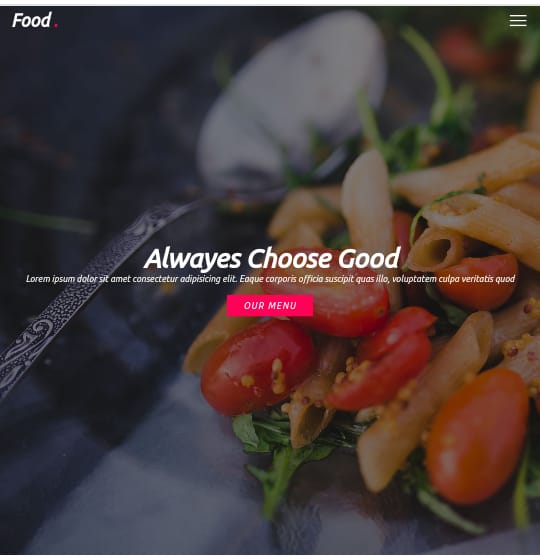 Food .
Alwayes Choose Good
Lorem ipsum dolor sit amet consectetur adipisicing elit. Eaque corporis officia suscipit quas illo, voluptatem culpa veritatis quod
OUR MENU